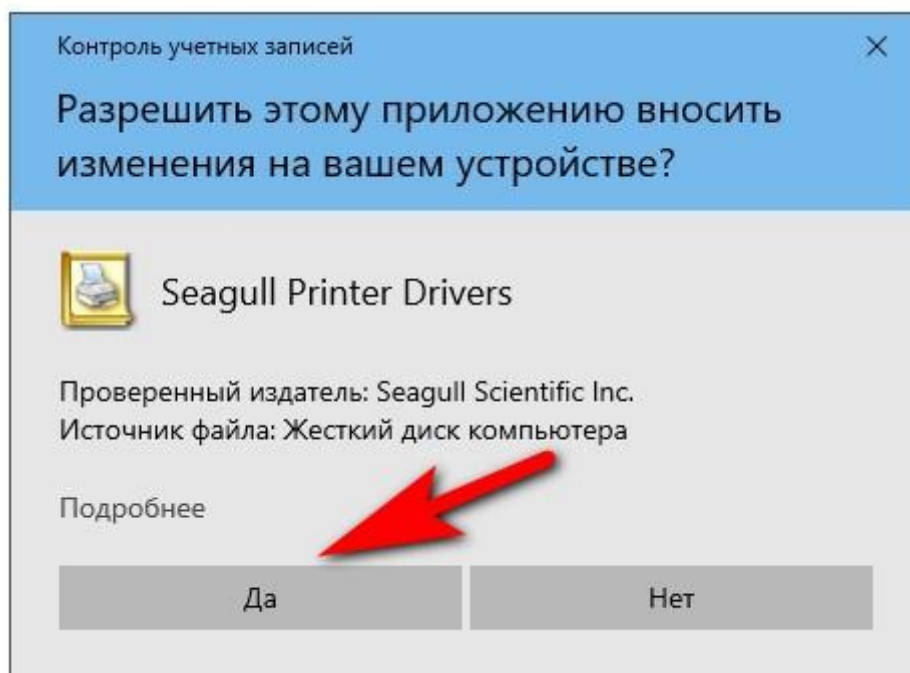 Контроль учетных записей
Разрешить этому приложению вносить
изменения на вашем устройстве?
Seagull Printer Drivers
Проверенный издатель: Seagull Scientific Inc.
Источник файла: Жесткий диск компьютера
Подробнее
Да
Нет